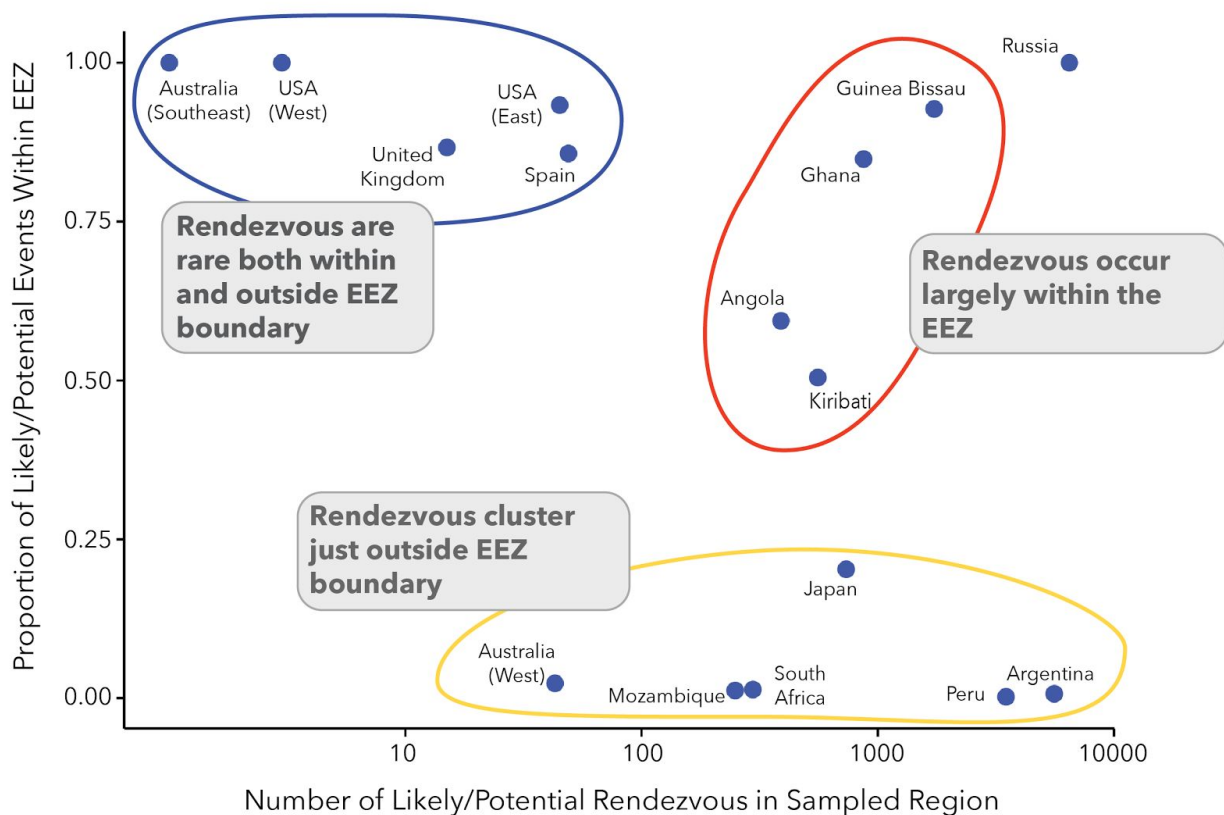 Proportion of Likely/Potential Events Within EEZ
1.00
0.75
0.50
0.25
0.00
Australia
(Southeast)
USA
(West)
USA
(East)
United
Kingdom
Spain
Rendezvous are
rare both within
and outside EEZ
boundary
Russia
Guinea Bissau
Ghana
Angola
Kiribati
Rendezvous occur
largely within the
EEZ
Rendezvous cluster
just outside EEZ
boundary
Japan
Australia
(West)
Mozambique
South
Africa
Peru
Argentina
10
100
1000
10000
Number of Likely/Potential Rendezvous in Sampled Region